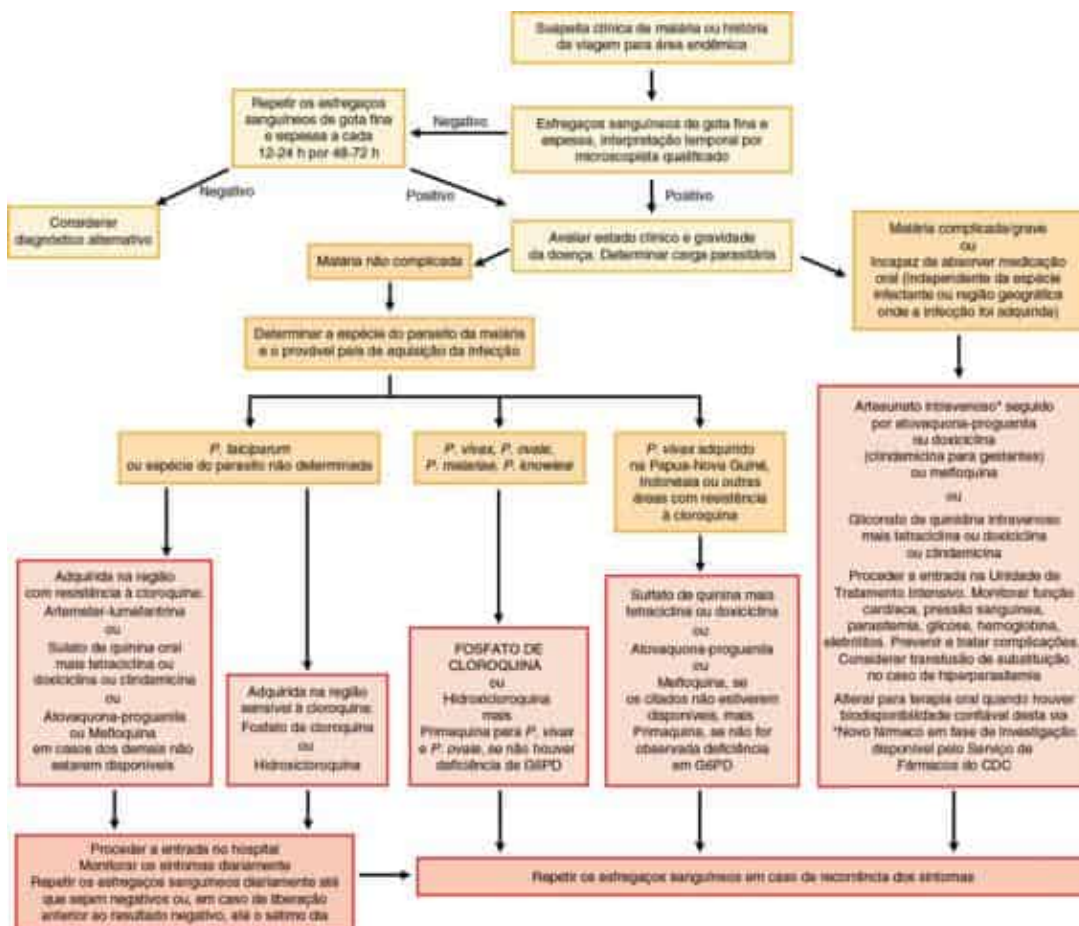 Suspeita clínica de malária ou história
de viagem para área endêmica
Repetir os esfregaços
sanguíneos de gota fina
e espessa a cada
12-24 h por 48-72 h
Negativo
Esfregaços sanguíneos de gota fina e
espessa, interpretação temporal por
microscopista qualificado
Negativo
Positivo
Positivo
Considerar
diagnóstico alternativo
Avaliar estado clínico e gravidade
da doença. Determinar carga parasitária
Malária não complicada
Malária complicada/grave
ou
Incapaz de absorver medicação
oral (independente da espécie
infectante ou região geográfica
onde a infecção foi adquirida)
Determinar a espécie do parasito da malária
e o provável país de aquisição da infecção
P. falciparum
ou espécie do parasito não determinada
P. vivax, P. ovale,
P. malariae, P. knowlesi
P. vivax adquirido
na Papua-Nova Guiné,
Indonésia ou outras
áreas com resistência
à cloroquina
Artesunato intravenoso* seguido
por atovaquona-proguanila
ou doxiciclina
(clindamicina para gestantes)
ou mefloquina
ou
Gliconato de quinidina intravenoso
mais tetraciclina ou doxiciclina
ou clindamicina
Proceder a entrada na Unidade de
Tratamento Intensivo. Monitorar função
cardíaca, pressão sanguínea,
parasitemia, glicose, hemoglobina,
eletrólitos. Prevenir e tratar complicações.
Considerar transfusão de substituição
no caso de hiperparasitemia
Alterar para terapia oral quando houver
biodisponibilidade confiável desta via
*Novo fármaco em fase de investigação
disponível pelo Serviço de
Fármacos do CDC
Adquirida na região
com resistência à cloroquina:
Artemeter-lumefantrina
ou
Sulato de quinina oral
mais tetraciclina ou
doxiciclina ou clindamicina
ou
Atovaquona-proguanila
ou Mefloquina
em casos dos demais não
estarem disponíveis
Adquirida na região
sensível à cloroquina:
Fosfato de cloroquina
ou
Hidroxicloroquina
FOSFATO DE
CLOROQUINA
ou
Hidroxicloroquina
mais
Primaquina para P. vivax
e P. ovale, se não houver
deficiência de G6PD
Sulfato de quinina mais
tetraciclina ou doxiciclina
ou
Atovaquona-proguanila
ou
Mefloquina, se
os citados não estiverem
disponíveis, mais
Primaquina, se não for
observada deficiência
em G6PD
Proceder a entrada no hospital
Monitorar os sintomas diariamente
Repetir os esfregaços sanguíneos diariamente até
que sejam negativos ou, em caso de liberação
anterior ao resultado negativo, até o sétimo dia
Repetir os esfregaços sanguíneos em caso de recorrência dos sintomas